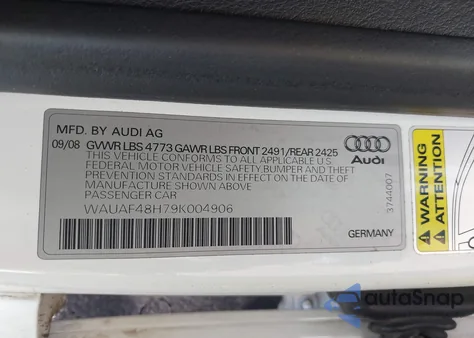 MFD. BY AUDI AG
09/08 GVWR LBS 4773 GAWR LBS FRONT 2491/REAR 2425
THIS VEHICLE CONFORMS TO ALL APPLICABLE U.S.
FEDERAL MOTOR VEHICLE SAFETY, BUMPER AND THEFT
PREVENTION STANDARDS IN EFFECT ON THE DATE
OF MANUFACTURE SHOWN ABOVE.
PASSENGER CAR
WAUAF48H79K004906
Audi
3744007
GERMANY
WARNING
ATTENTION
autoSnap